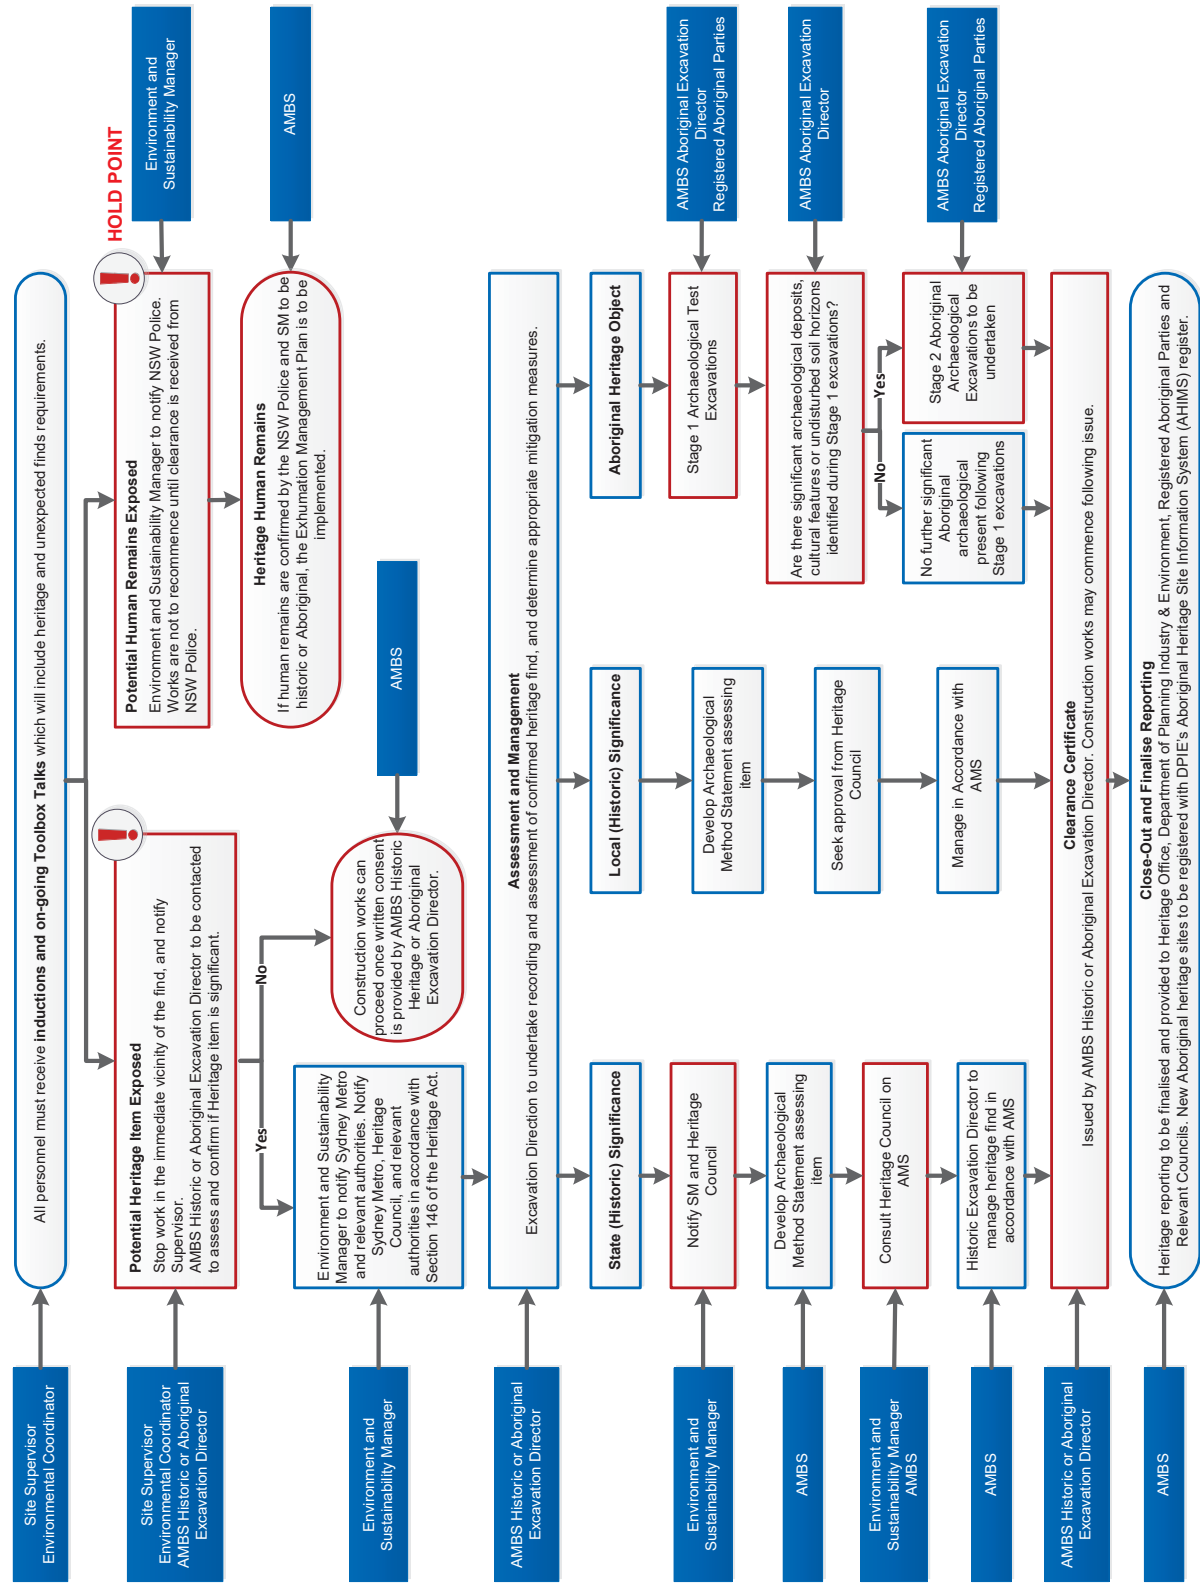 Site Supervisor
Environmental Coordinator
All personnel must receive inductions and on-going Toolbox Talks which will include heritage and unexpected finds requirements.
Site Supervisor
Environmental Coordinator
AMBS Historic or Aboriginal
Excavation Director
Potential Heritage Item Exposed
Stop work in the immediate vicinity of the find, and notify
Supervisor.
AMBS Historic or Aboriginal Excavation Director to be contacted
to assess and confirm if Heritage item is significant.
HOLD POINT
Potential Human Remains Exposed
Environment and Sustainability Manager to notify NSW Police.
Works are not to recommence until clearance is received from
NSW Police.
Environment and
Sustainability Manager
Yes
No
Heritage Human Remains
If human remains are confirmed by the NSW Police and SM to be
historic or Aboriginal, the Exhumation Management Plan is to be
implemented.
AMBS
Environment and
Sustainability Manager
Environment and Sustainability
Manager to notify Sydney Metro
and relevant authorities. Notify
Sydney Metro, Heritage
Council, and relevant
authorities in accordance with
Section 146 of the Heritage Act.
Construction works can
proceed once written consent
is provided by AMBS Historic
Heritage or Aboriginal
Excavation Director.
AMBS
AMBS Historic or Aboriginal
Excavation Director
Assessment and Management
Excavation Direction to undertake recording and assessment of confirmed heritage find, and determine appropriate mitigation measures.
State (Historic) Significance
Local (Historic) Significance
Aboriginal Heritage Object
Environment and
Sustainability Manager
Notify SM and Heritage
Council
Develop Archaeological
Method Statement assessing
item
Stage 1 Archaeological Test
Excavations
AMBS Aboriginal Excavation
Director
Registered Aboriginal Parties
AMBS
Develop Archaeological
Method Statement assessing
item
Seek approval from Heritage
Council
Are there significant archaeological deposits,
cultural features or undisturbed soil horizons
identified during Stage 1 excavations?
AMBS Aboriginal Excavation
Director
No
Yes
Environment and
Sustainability Manager
AMBS
Consult Heritage Council on
AMS
Manage in Accordance with
AMS
No further significant
Aboriginal
archaeological
present following
Stage 1 excavations
Stage 2 Aboriginal
Archaeological
Excavations to be
undertaken
AMBS Aboriginal Excavation
Director
Registered Aboriginal Parties
AMBS
Historic Excavation Director to
manage heritage find in
accordance with AMS
AMBS Historic or Aboriginal
Excavation Director
Clearance Certificate
Issued by AMBS Historic or Aboriginal Excavation Director. Construction works may commence following issue.
AMBS
Close-Out and Finalise Reporting
Heritage reporting to be finalised and provided to Heritage Office, Department of Planning Industry & Environment, Registered Aboriginal Parties and
Relevant Councils. New Aboriginal heritage sites to be registered with DPIE's Aboriginal Heritage Site Information System (AHIMS) register.